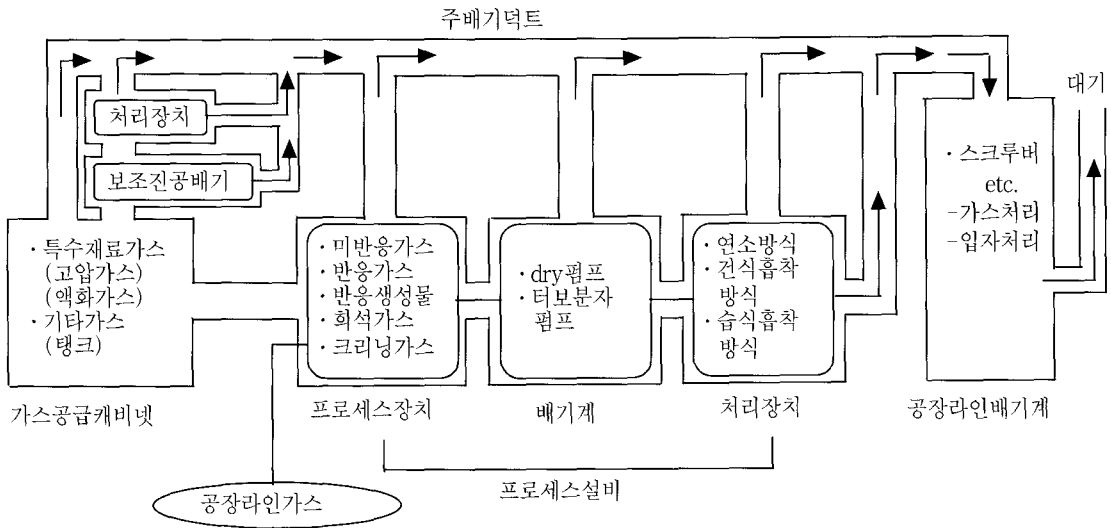 주배기덕트
대기
처리장치
보조진공배기
· 특수재료가스
(고압가스)
(액화가스)
· 기타가스
(탱크)
· 미반응가스
· 반응가스
· 반응생성물
· 희석가스
· 크리닝가스
· dry펌프
· 터보분자
펌프
· 연소방식
· 건식흡착
방식
· 습식흡착
방식
· 스크루버
etc.
-가스처리
-입자처리
가스공급캐비넷
프로세스장치
배기계
처리장치
공장라인배기계
프로세스설비
공장라인가스